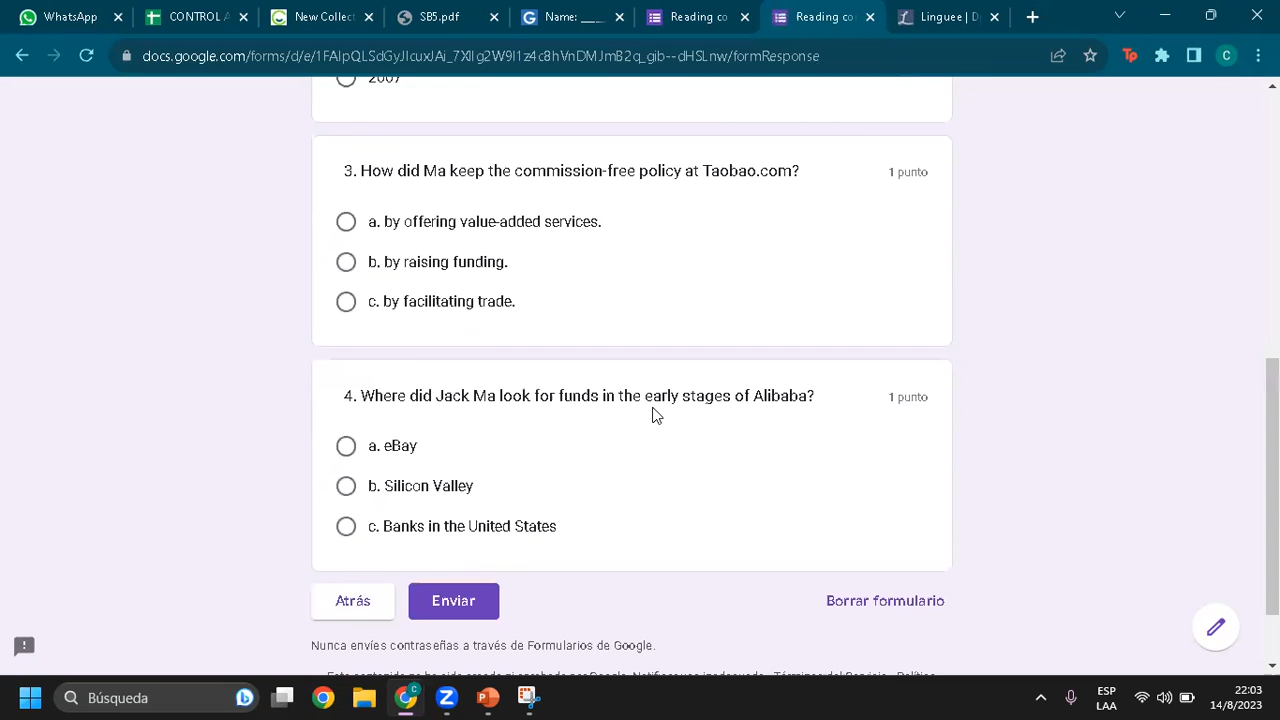 WhatsApp
CONTROL A
New Collect
SB5.pdf
Name: ____
Reading co
Reading co
Linguee | D
docs.google.com/forms/d/e/1FAIpQLSdGyJIcuxJAi_7XlIg2W9I1z4c8hVnDMJmB2q_gib--dHSLnw/formResponse
2007
3. How did Ma keep the commission-free policy at Taobao.com?
1 punto
a. by offering value-added services.
b. by raising funding.
c. by facilitating trade.
4. Where did Jack Ma look for funds in the early stages of Alibaba?
1 punto
a. eBay
b. Silicon Valley
c. Banks in the United States
Atrás
Enviar
Borrar formulario
Nunca envíes contraseñas a través de Formularios de Google.
Búsqueda
ESP
LAA
22:03
14/8/2023